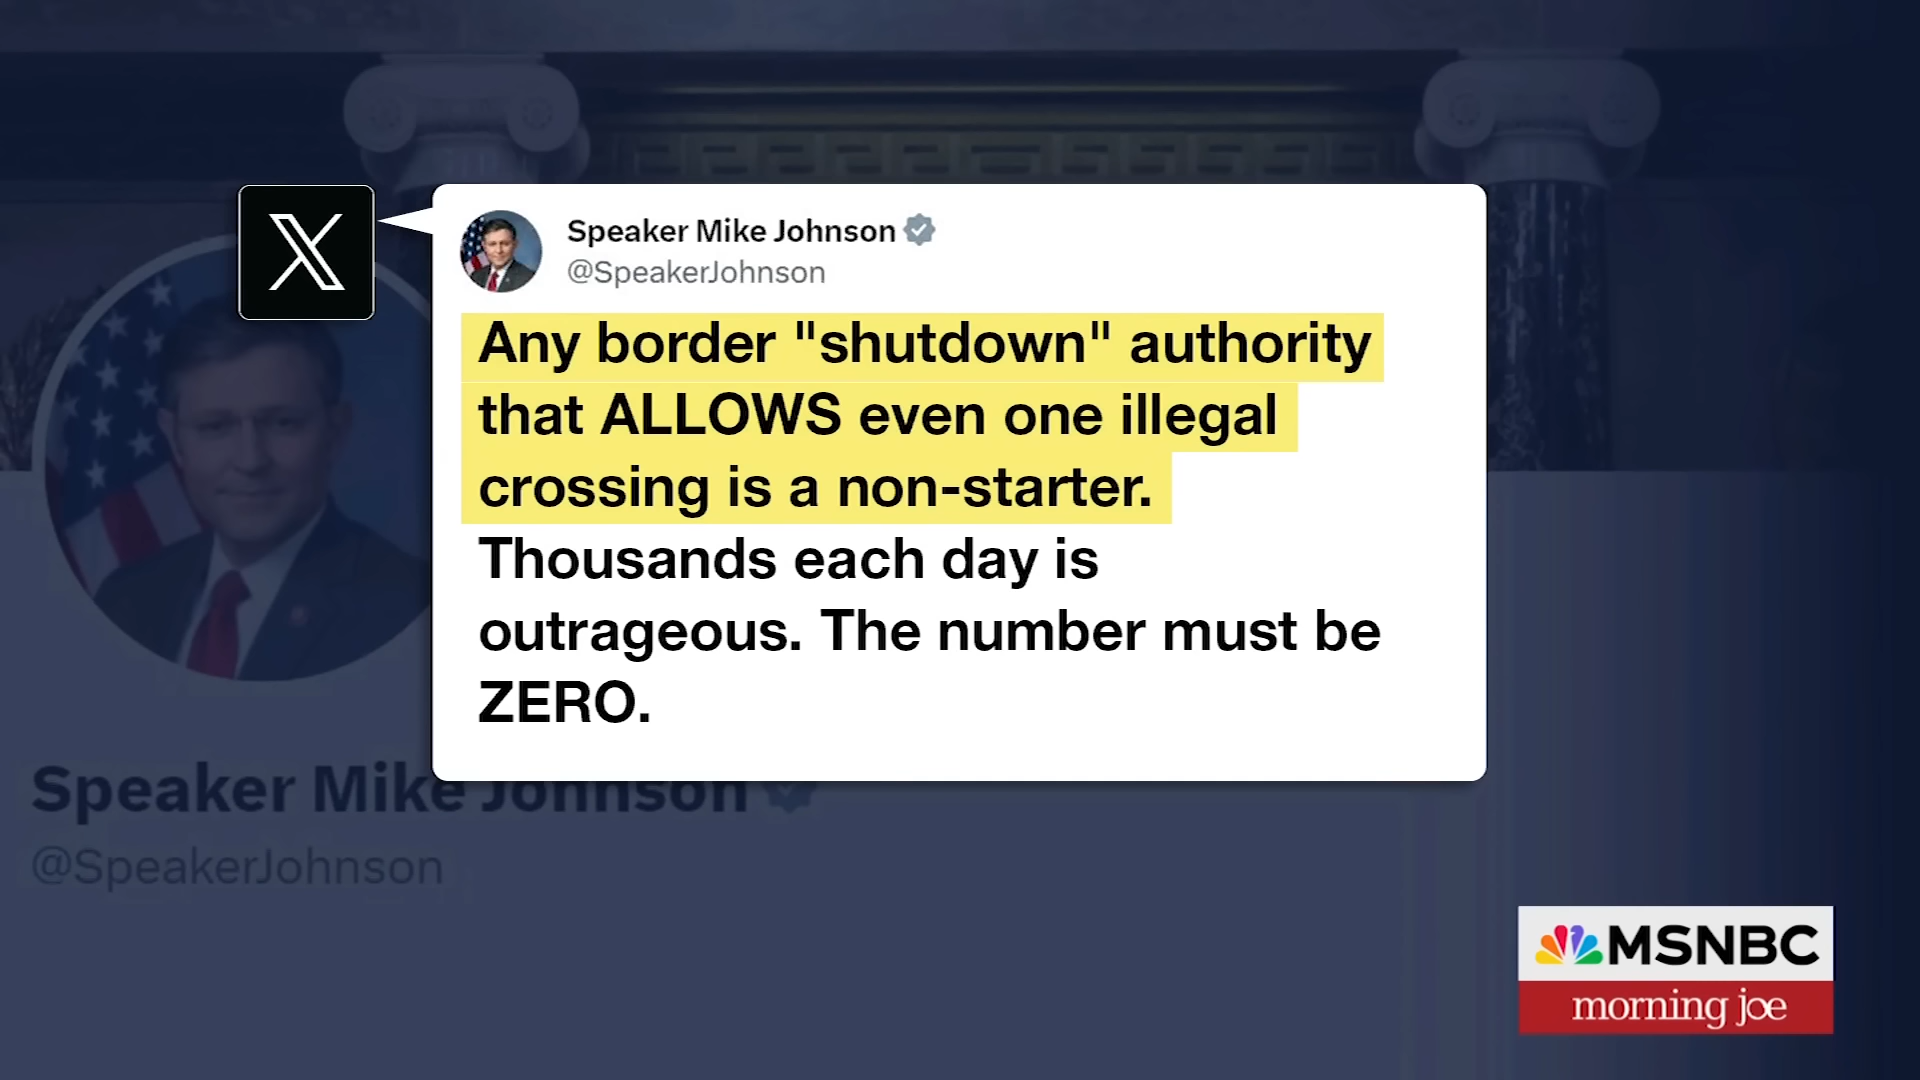 Speaker Mike Johnson
@SpeakerJohnson
Any border "shutdown" authority
that ALLOWS even one illegal
crossing is a non-starter.
Thousands each day is
outrageous. The number must be
ZERO.
Speaker Mike Johnson
@SpeakerJohnson
MSNBC
morning joe